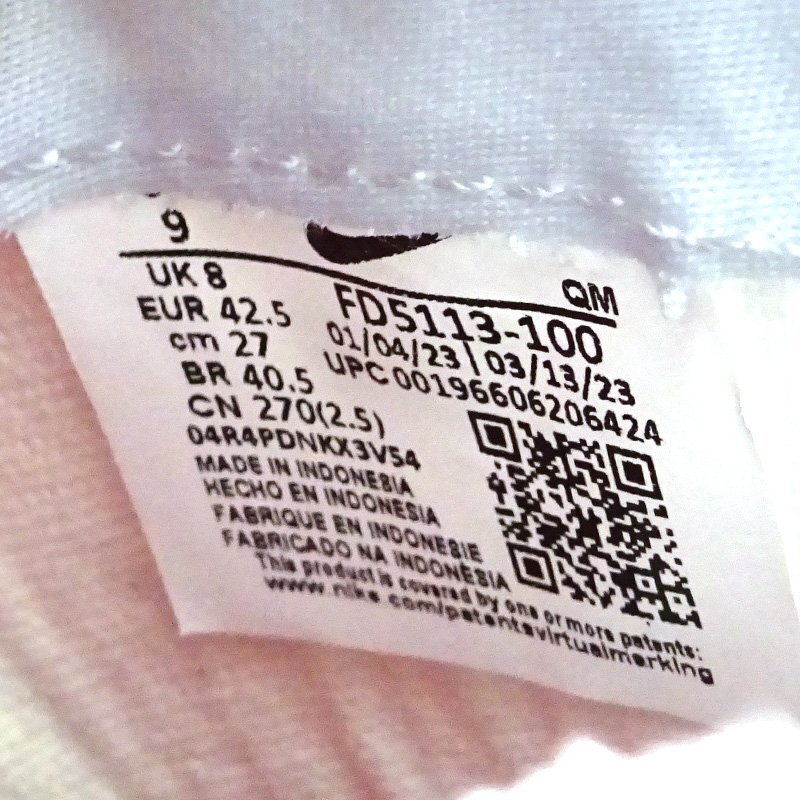 9
UK 8
EUR 42.5
cm 27
BR 40.5
CN 270(2.5)
04R4PDNKX3V54
MADE IN INDONESIA
HECHO EN INDONESIA
FABRIQUE EN INDONESIE
FABRICADO NA INDONÉSIA
This product is covered by one or more patents:
www.nike.com/patentsvirtualmarking
QM
FD5113-100
01/04/23 | 03/13/23
UPC 00196606206424